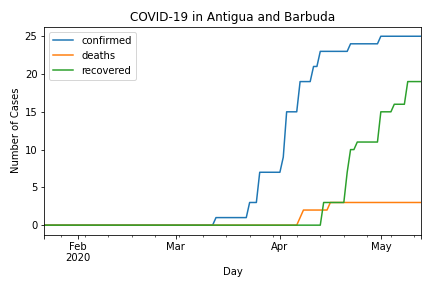 COVID-19 in Antigua and Barbuda
confirmed
deaths
recovered
Number of Cases
25
20
15
10
5
0
Feb
2020
Mar
Apr
May
Day